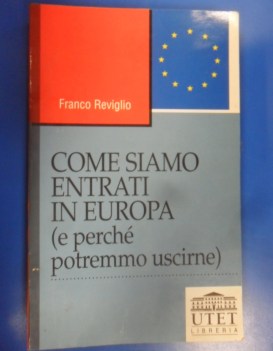 Franco Reviglio
COME SIAMO
ENTRATI
IN EUROPA
(e perché
potremmo uscirne)
UTET
LIBRERIA